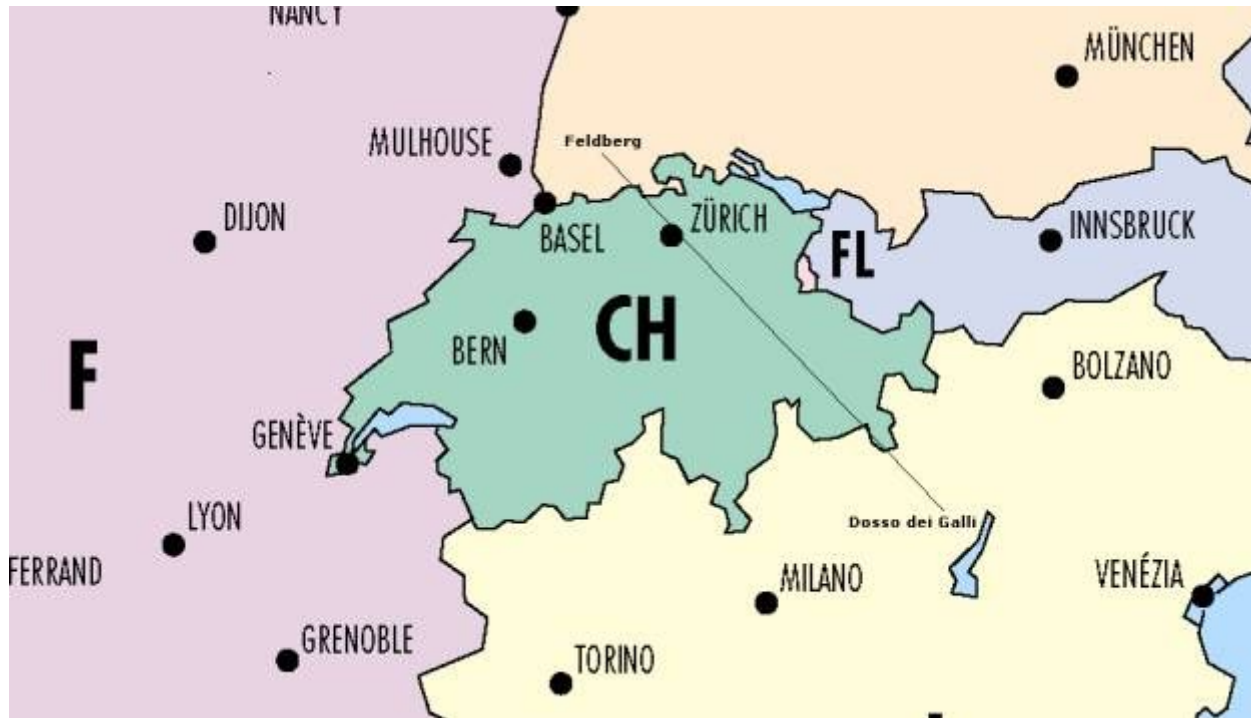 NANCY
MÜNCHEN
MULHOUSE
Feldberg
DIJON
BASEL
ZÜRICH
FL
INNSBRUCK
CH
BERN
F
BOLZANO
GENÈVE
LYON
Dosso dei Galli
FERRAND
MILANO
VENÉZIA
GRENOBLE
TORINO